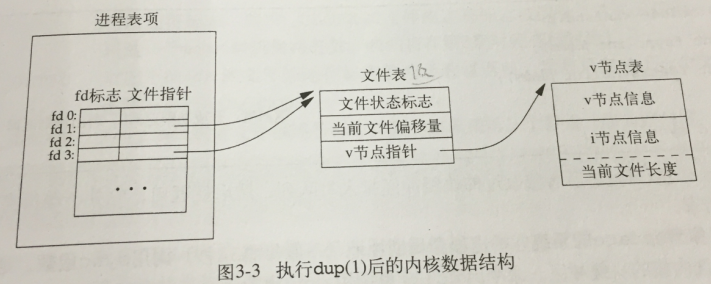 进程表项
fd标志 文件指针
fd 0:
fd 1:
fd 2:
fd 3:
...
文件表项
文件状态标志
当前文件偏移量
v节点指针
v节点表
v节点信息
i节点信息
当前文件长度
图3-3 执行dup(1)后的内核数据结构